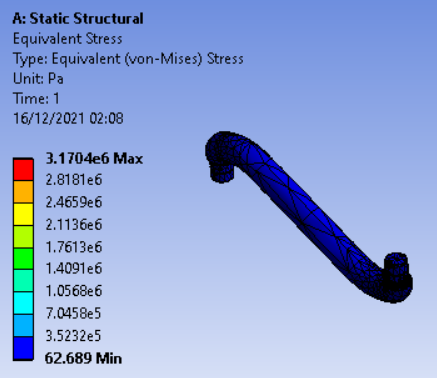 A: Static Structural
Equivalent Stress
Type: Equivalent (von-Mises) Stress
Unit: Pa
Time: 1
16/12/2021 02:08
3.1704e6 Max
2.8181e6
2.4659e6
2.1136e6
1.7613e6
1.4091e6
1.0568e6
7.0458e5
3.5232e5
62.689 Min